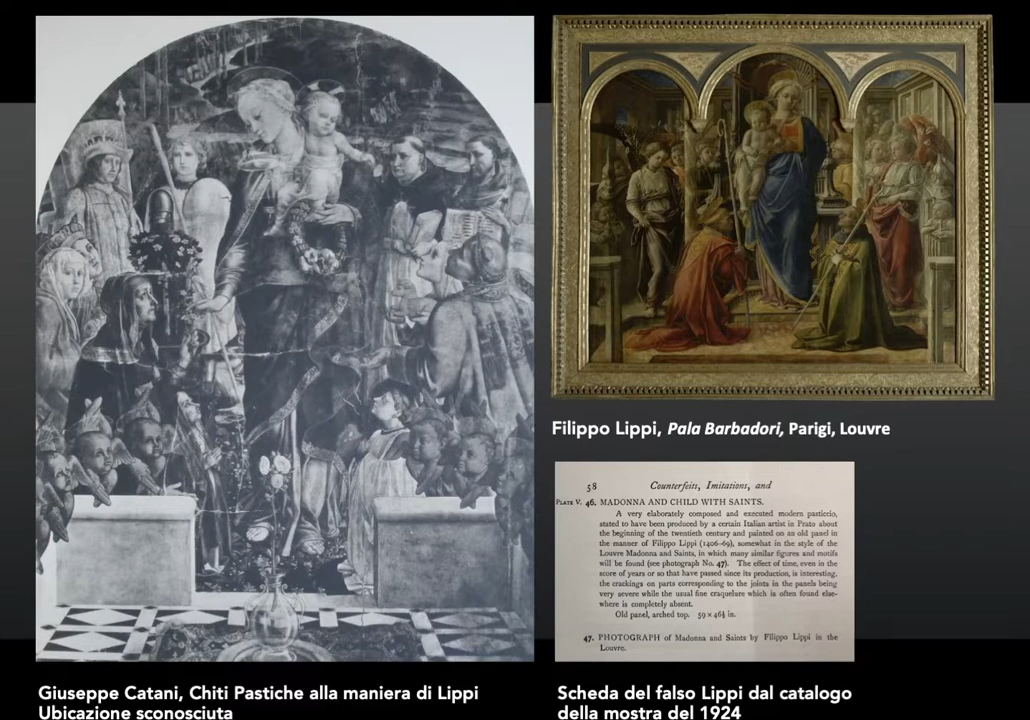 Filippo Lippi, Pala Barbadori, Parigi, Louvre
58 Counterfeits, Imitations, and
PLATE V. 46. MADONNA AND CHILD WITH SAINTS.
A very elaborately composed and executed modern pasticcio,
stated to have been produced by a certain Italian artist in Prato about
the beginning of the twentieth century and painted on an old panel in
the manner of Filippo Lippi (1406–69), somewhat in the style of the
Louvre Madonna and Saints, in which many similar figures and motifs
will be found (see photograph No. 47). The effect of time, even in the
score of years or so that have passed since its production, is interesting,
the crackings on parts corresponding to the joints in the panels being
very severe while the usual fine craquelure which is often found else-
where is completely absent.
Old panel, arched top. 59 × 46½ in.
47. PHOTOGRAPH of Madonna and Saints by Filippo Lippi in the
Louvre.
Giuseppe Catani, Chiti Pastiche alla maniera di Lippi
Ubicazione sconosciuta
Scheda del falso Lippi dal catalogo
della mostra del 1924